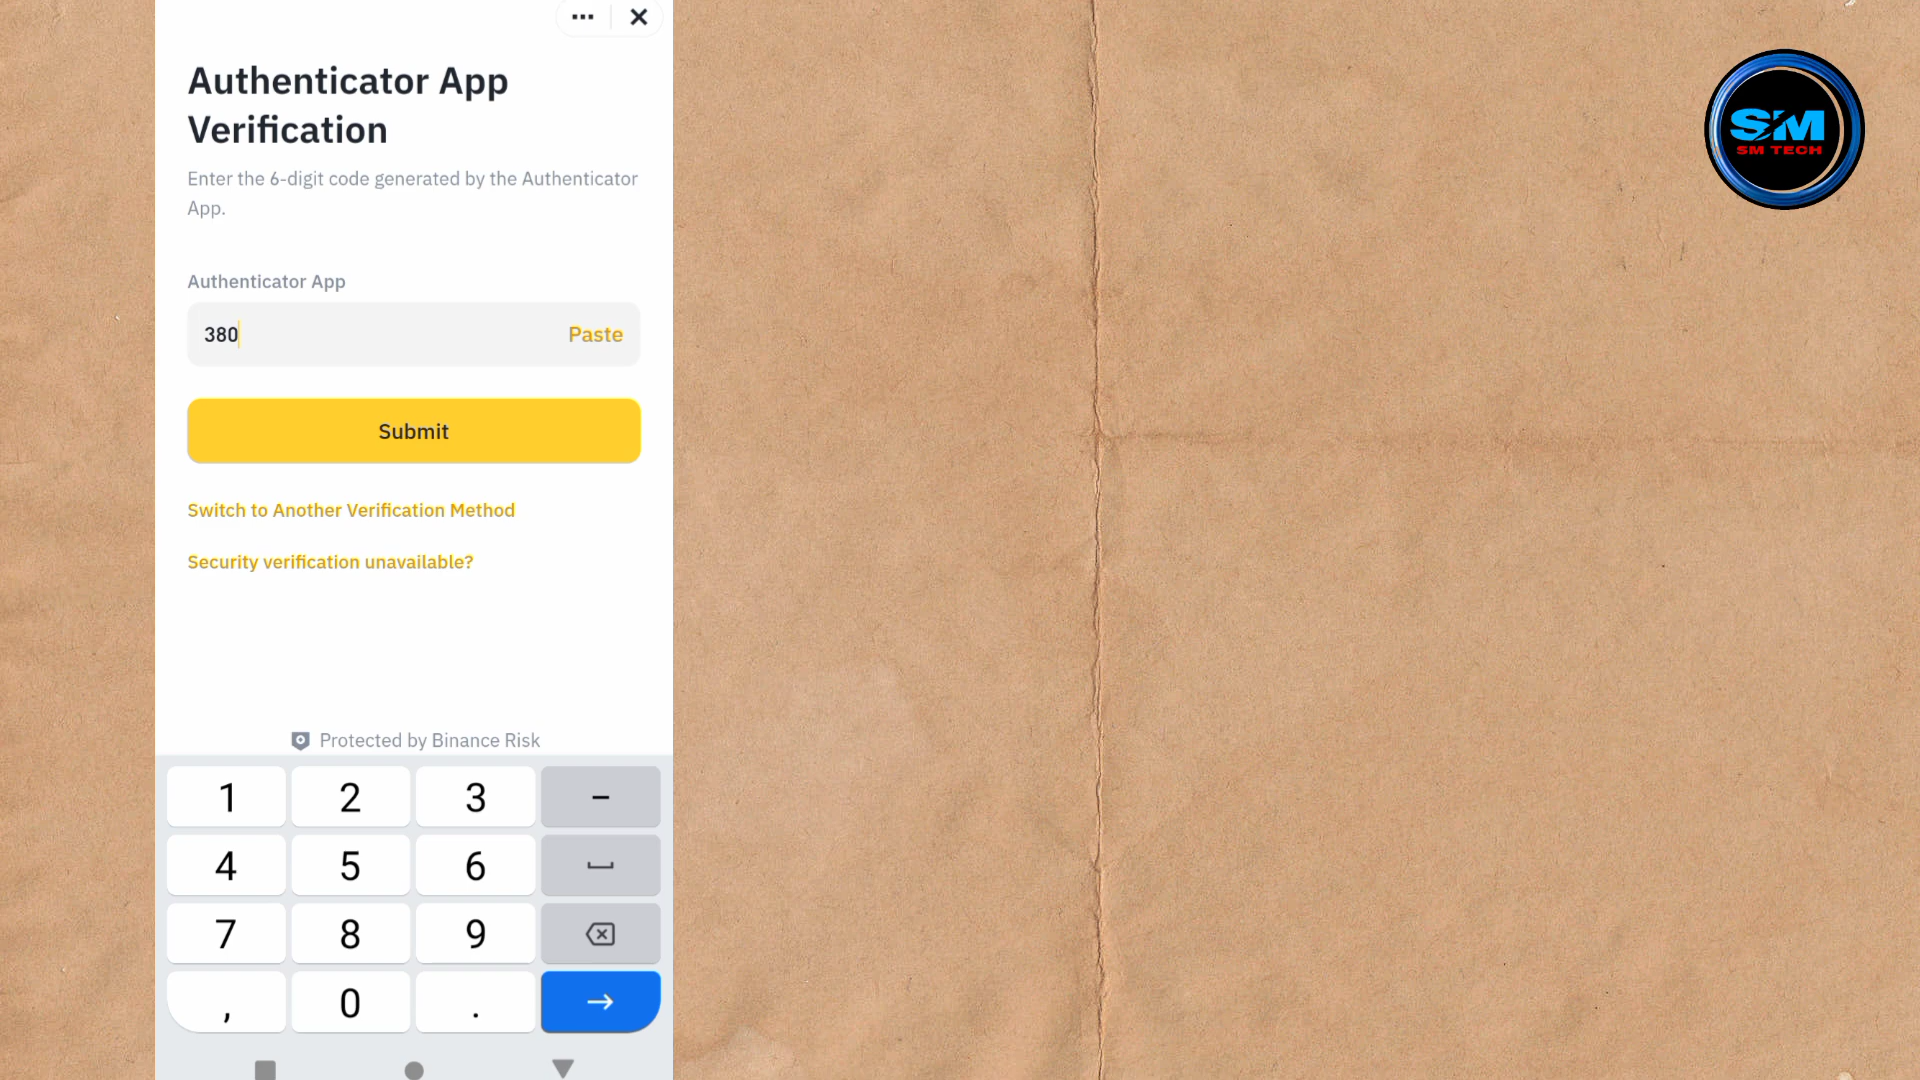 Authenticator App
Verification
Enter the 6-digit code generated by the Authenticator
App.
Authenticator App
380
Paste
Submit
Switch to Another Verification Method
Security verification unavailable?
Protected by Binance Risk
1 2 3 –
4 5 6
7 8 9
, 0 .
SM
SM TECH